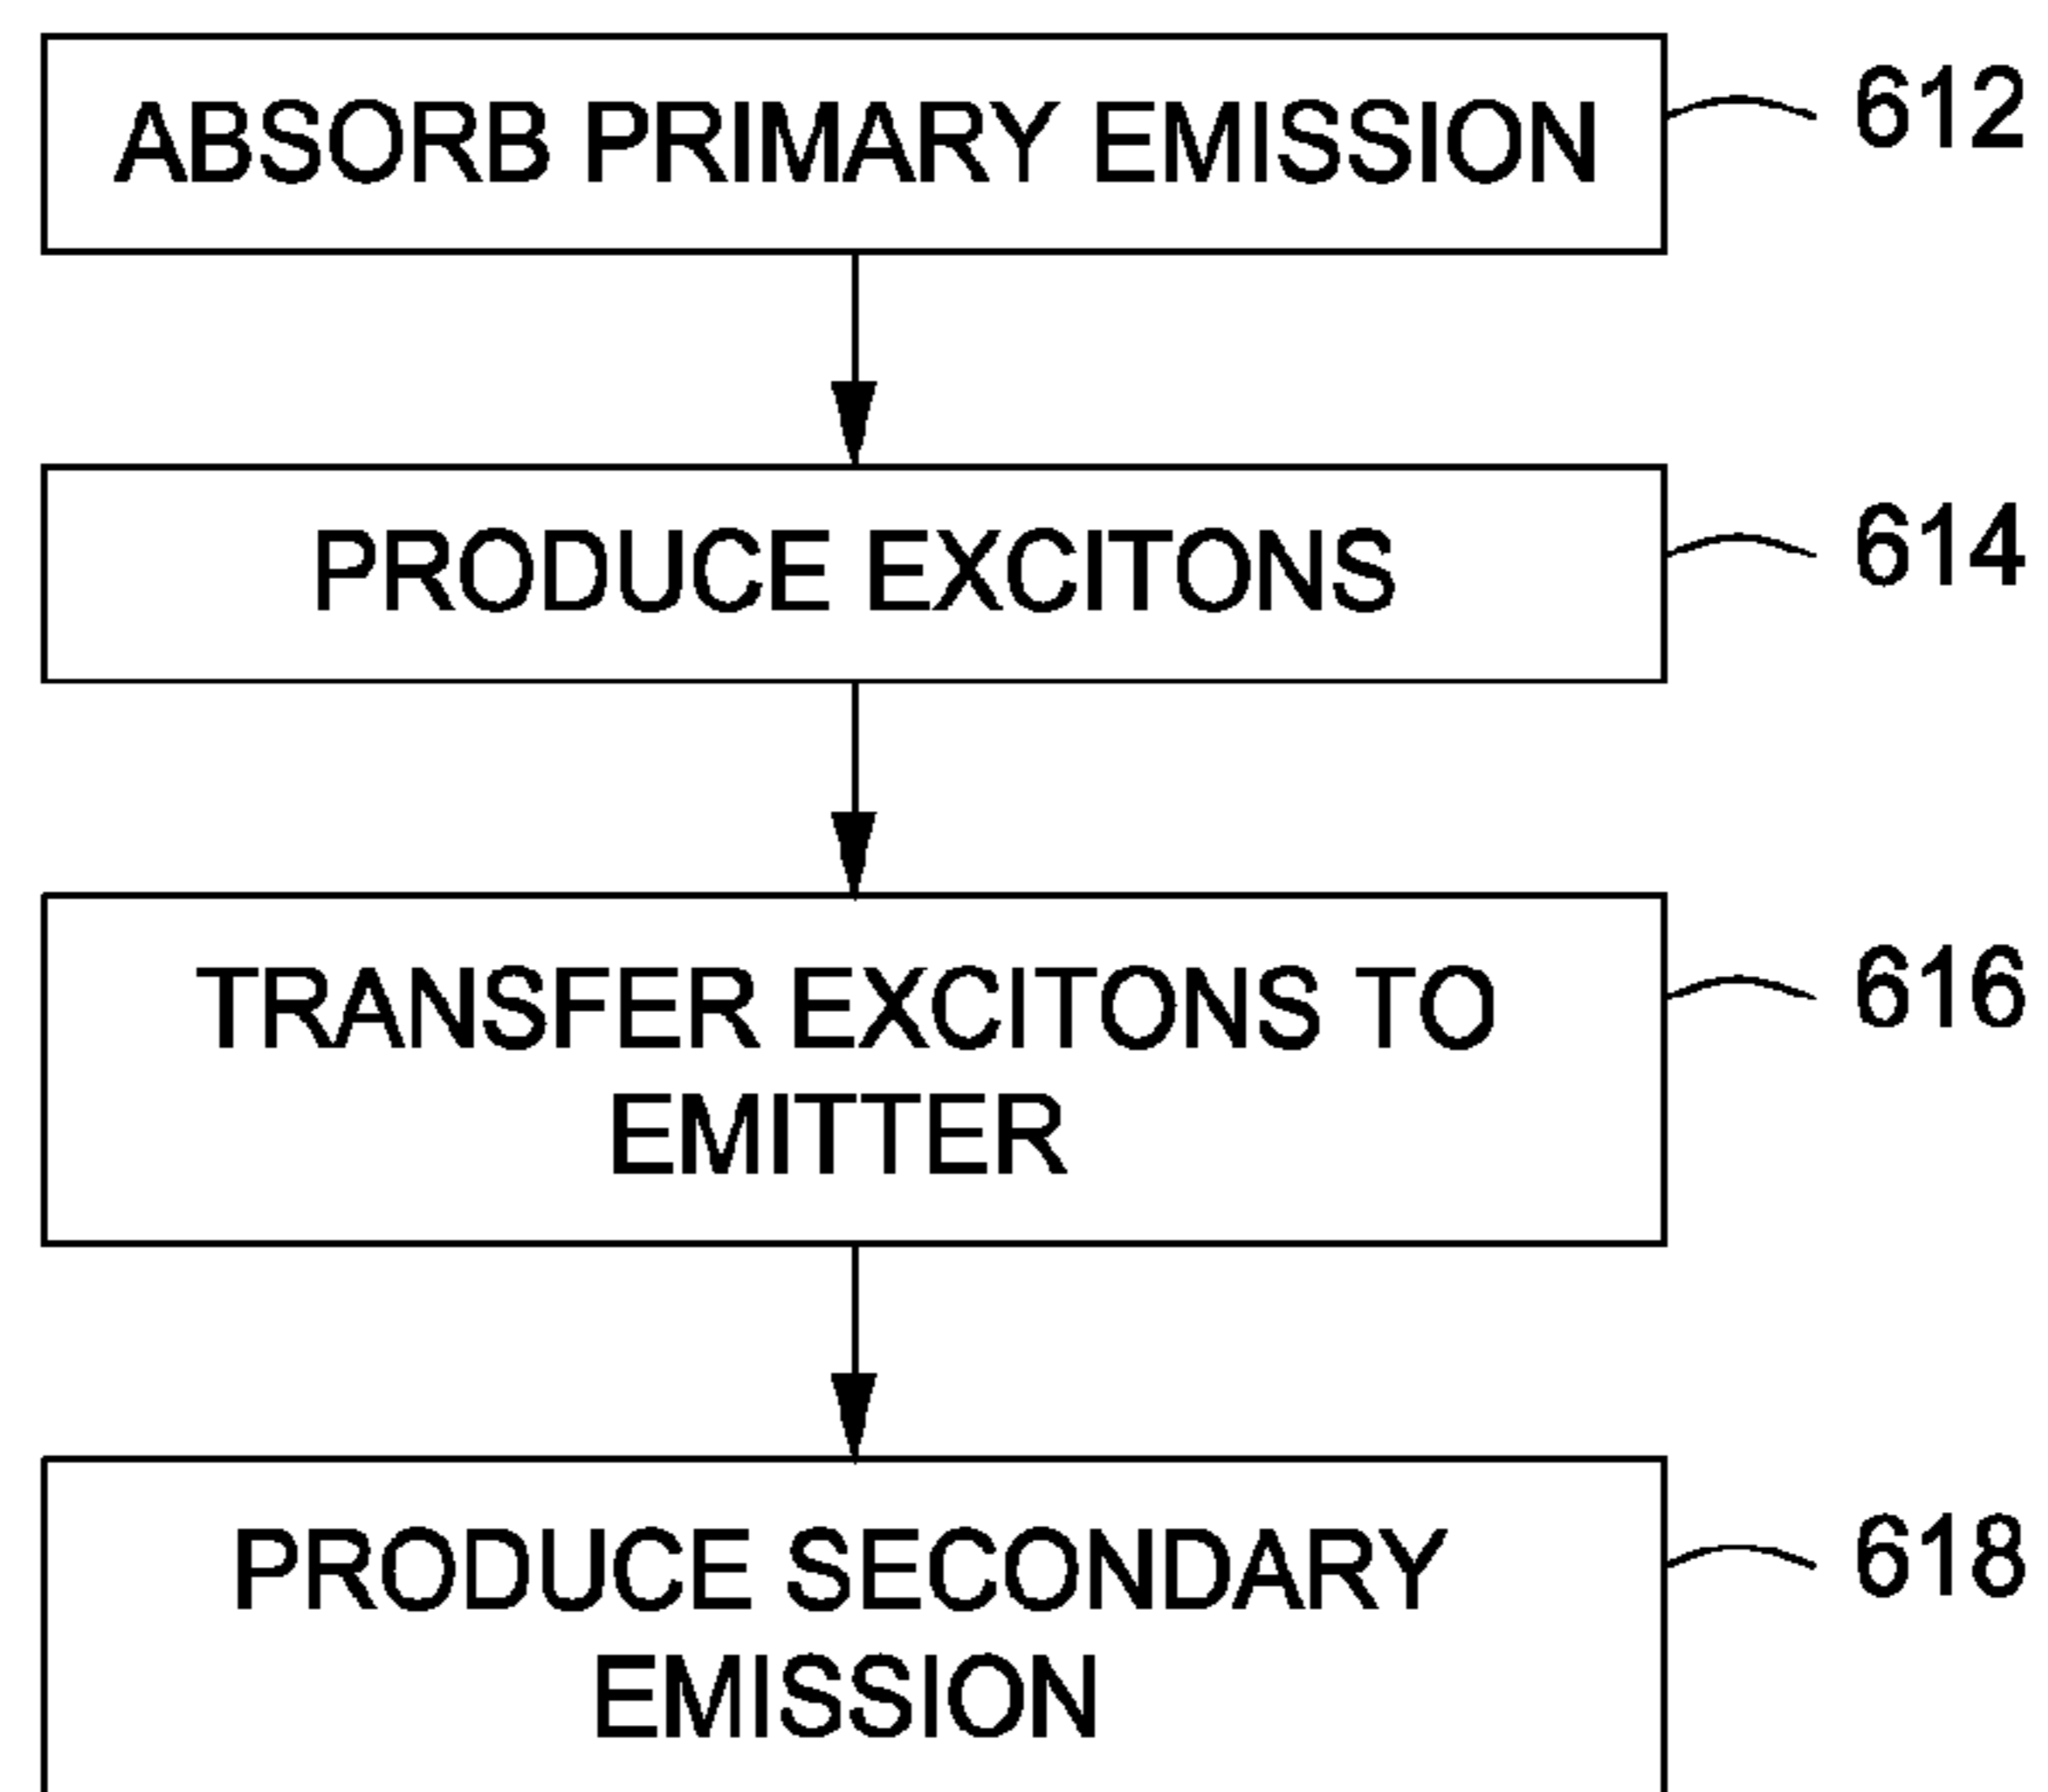 ABSORB PRIMARY EMISSION
612
PRODUCE EXCITONS
614
TRANSFER EXCITONS TO
EMITTER
616
PRODUCE SECONDARY
EMISSION
618